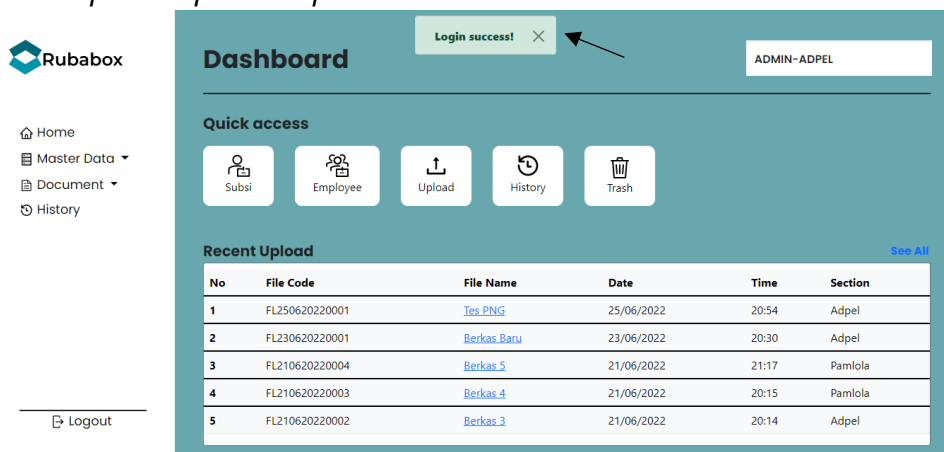 Login success!
Rubabox
Dashboard
ADMIN-ADPEL
Home
Master Data
Document
History
Logout
Quick access
Subsi
Employee
Upload
History
Trash
Recent Upload
See All
No File Code File Name Date Time Section
1 FL250620220001 Tes PNG 25/06/2022 20:54 Adpel
2 FL230620220001 Berkas Baru 23/06/2022 20:30 Adpel
3 FL210620220004 Berkas 5 21/06/2022 21:17 Pamlola
4 FL210620220003 Berkas 4 21/06/2022 20:15 Pamlola
5 FL210620220002 Berkas 3 21/06/2022 20:14 Adpel